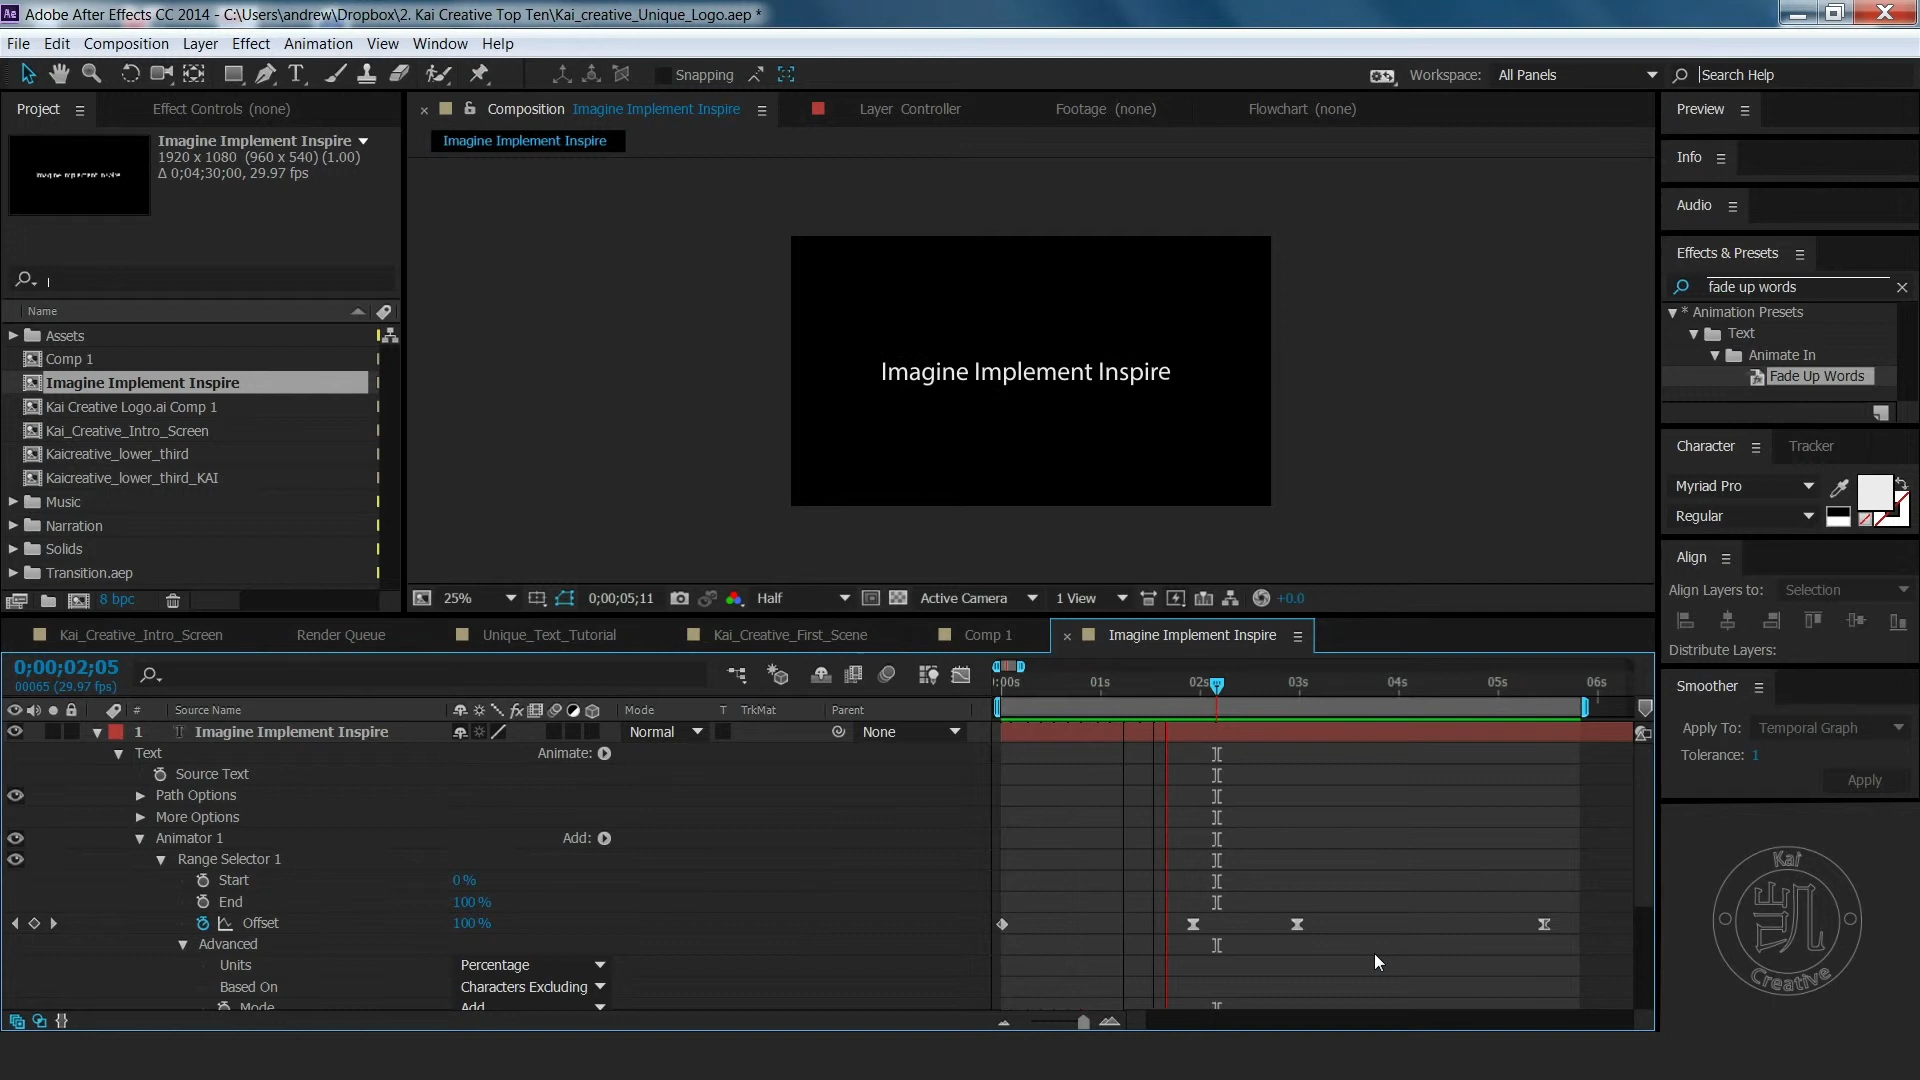 Adobe After Effects CC 2014 - C:\Users\andrew\Dropbox\2. Kai Creative Top Ten\Kai_creative_Unique_Logo.aep *
File Edit Composition Layer Effect Animation View Window Help
Snapping Workspace: All Panels Search Help
Project Effect Controls (none) Composition Imagine Implement Inspire Layer Controller Footage (none) Flowchart (none) Preview
Imagine Implement Inspire
1920 x 1080 (960 x 540) (1.00)
Δ 0;04;30;00, 29.97 fps
Imagine Implement Inspire
Info
Audio
Effects & Presets
fade up words
* Animation Presets
Text
Animate In
Fade Up Words
Name
Assets
Comp 1
Imagine Implement Inspire
Kai Creative Logo.ai Comp 1
Kai_Creative_Intro_Screen
Kaicreative_lower_third
Kaicreative_lower_third_KAI
Music
Narration
Solids
Transition.aep
8 bpc
Imagine Implement Inspire
25% 0;00;05;11 Half Active Camera 1 View +0.0
Character Tracker
Myriad Pro
Regular
Align
Align Layers to: Selection
Distribute Layers:
Smoother
Apply To: Temporal Graph
Tolerance: 1
Apply
Kai_Creative_Intro_Screen Render Queue Unique_Text_Tutorial Kai_Creative_First_Scene Comp 1 Imagine Implement Inspire
0;00;02;05
00065 (29.97 fps)
:00s 01s 02s 03s 04s 05s 06s
# Source Name Mode T TrkMat Parent
1 T Imagine Implement Inspire Normal None
Text Animate:
Source Text
Path Options
More Options
Animator 1 Add:
Range Selector 1
Start 0 %
End 100 %
Offset 100 %
Advanced
Units Percentage
Based On Characters Excluding
Mode Add
Kai
凯
Creative